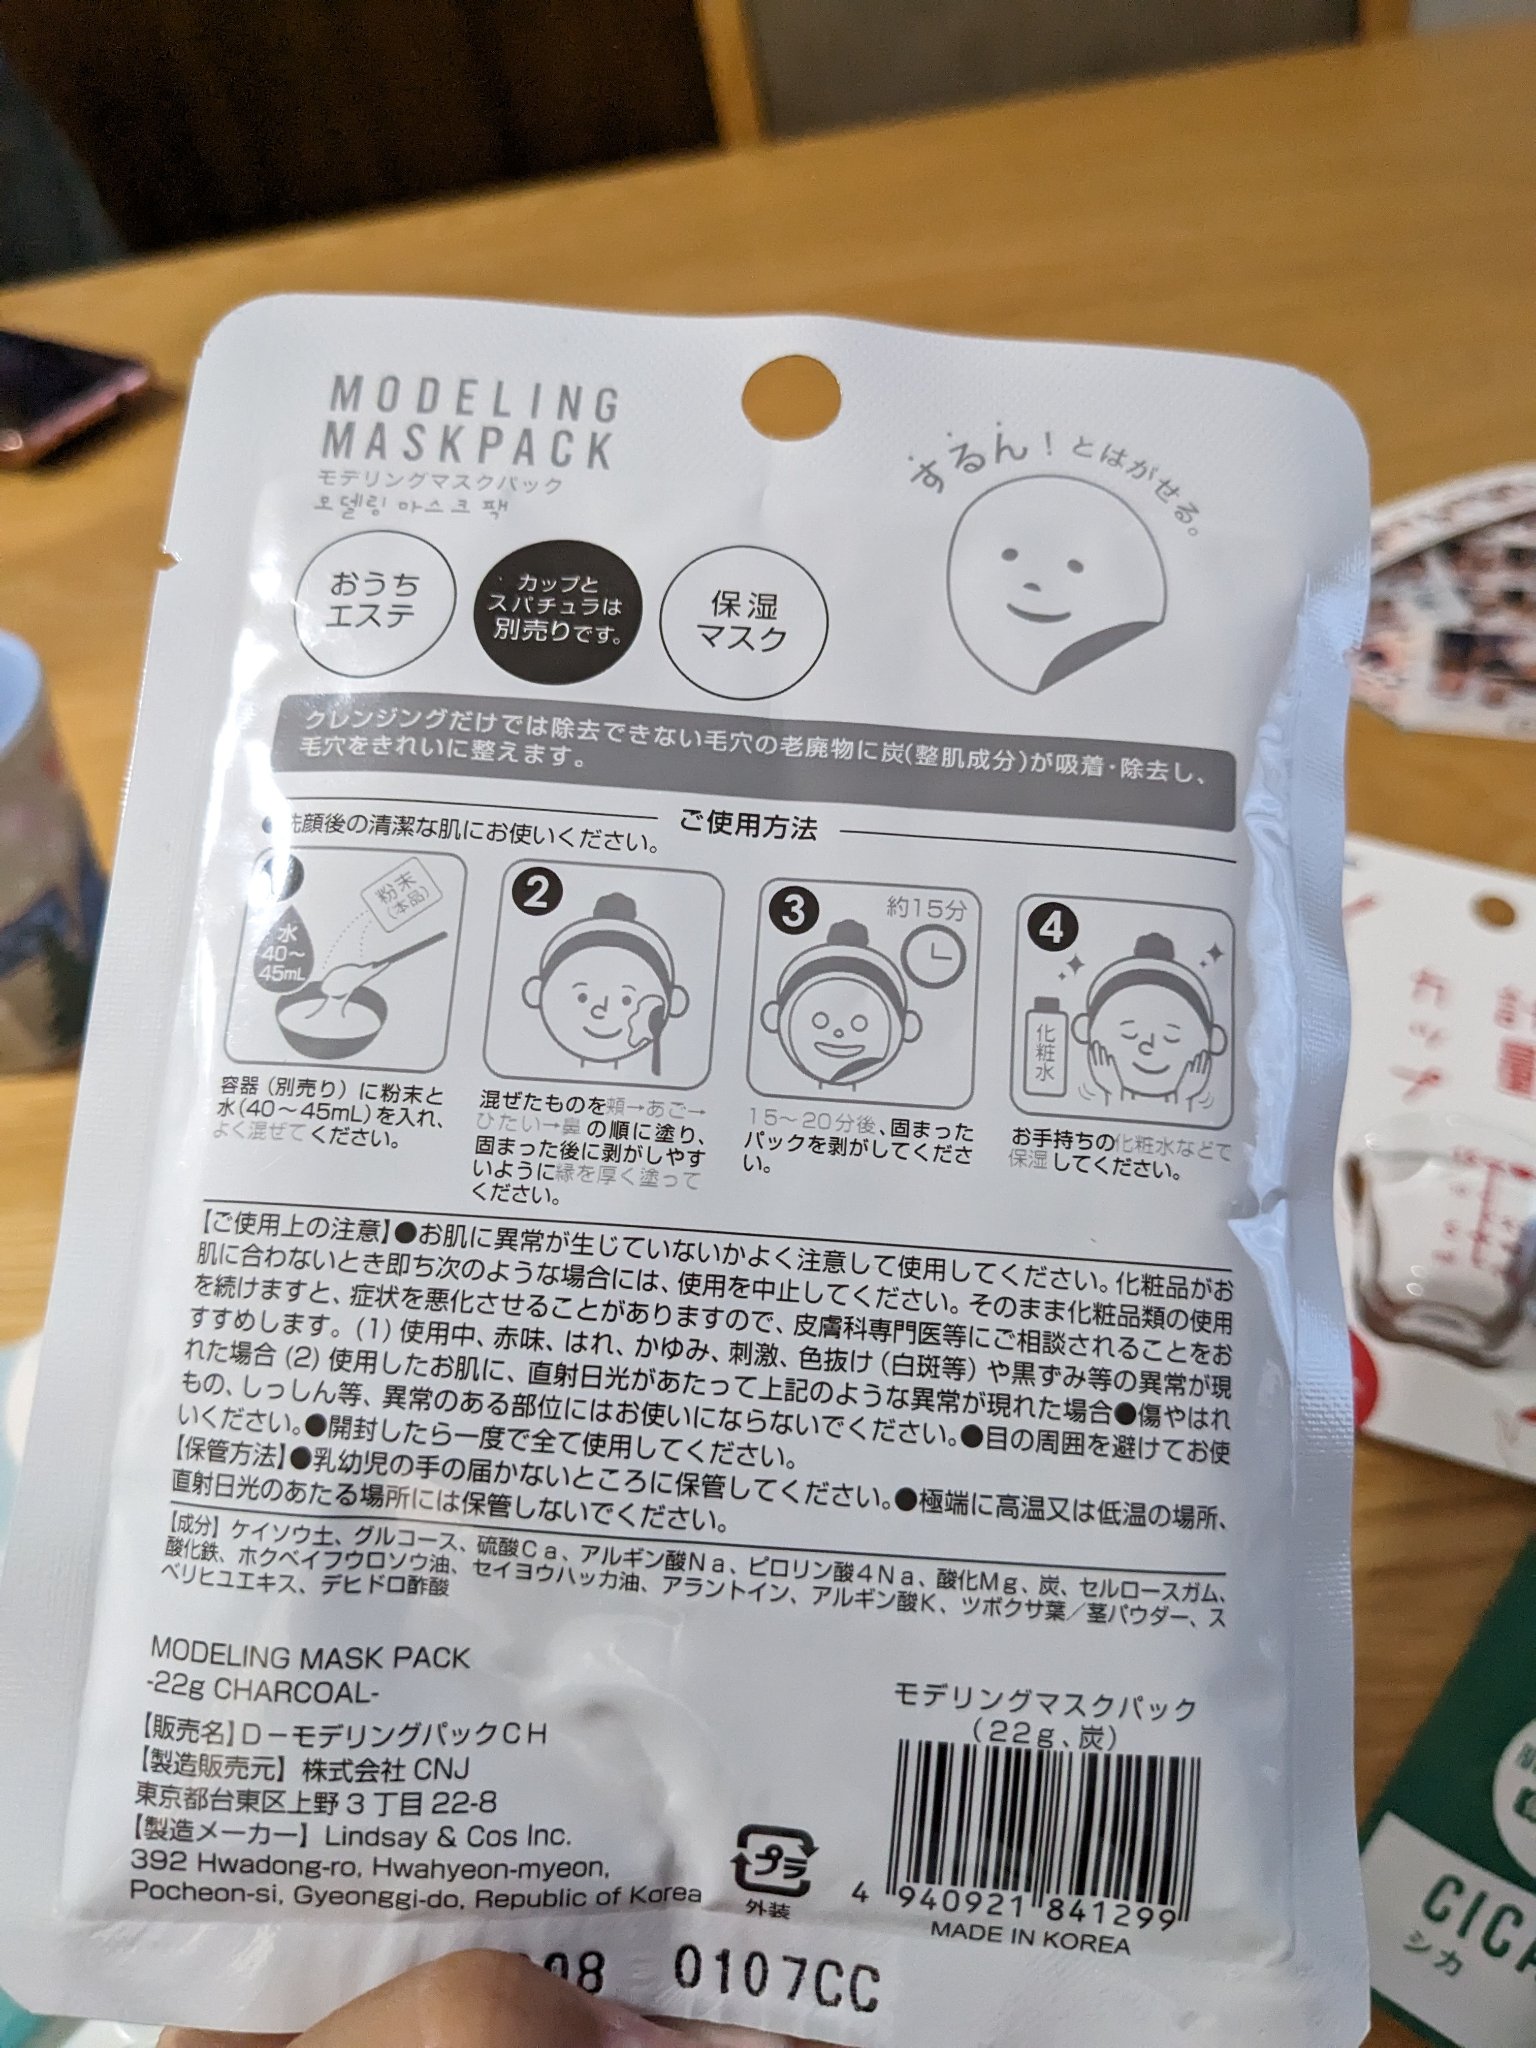 MODELING
MASKPACK
モデリングマスクパック
모델링 마스크 팩
するん！とはがせる。
おうち
エステ
カップと
スパチュラは
別売りです。
保湿
マスク
クレンジングだけでは除去できない毛穴の老廃物に炭(整肌成分)が吸着・除去し、
毛穴をきれいに整えます。
ご使用方法
洗顔後の清潔な肌にお使いください。
水
40〜
45mL
粉末
(本品)
容器（別売り）に粉末と
水(40〜45mL)を入れ、
よく混ぜてください。
2
混ぜたものを頬→あご→
ひたい→鼻の順に塗り、
固まった後に剥がしやす
いように縁を厚く塗って
ください。
3
約15分
15〜20分後、固まった
パックを剥がしてくださ
い。
4
化粧水
お手持ちの化粧水などで
保湿してください。
【ご使用上の注意】●お肌に異常が生じていないかよく注意して使用してください。化粧品がお
肌に合わないとき即ち次のような場合には、使用を中止してください。そのまま化粧品類の使用
を続けますと、症状を悪化させることがありますので、皮膚科専門医等にご相談されることをお
すすめします。(1)使用中、赤味、はれ、かゆみ、刺激、色抜け(白斑等)や黒ずみ等の異常が現
れた場合(2)使用したお肌に、直射日光があたって上記のような異常が現れた場合●傷やはれ
もの、しっしん等、異常のある部位にはお使いにならないでください。●目の周囲を避けてお使
いください。●開封したら一度で全て使用してください。
【保管方法】●乳幼児の手の届かないところに保管してください。●極端に高温又は低温の場所、
直射日光のあたる場所には保管しないでください。
【成分】ケイソウ土、グルコース、硫酸Ｃａ、アルギン酸Ｎａ、ピロリン酸４Ｎａ、酸化Ｍｇ、炭、セルロースガム、
酸化鉄、ホクベイフウロソウ油、セイヨウハッカ油、アラントイン、アルギン酸Ｋ、ツボクサ葉／茎パウダー、ス
ベリヒユエキス、デヒドロ酢酸
MODELING MASK PACK
-22g CHARCOAL-
【販売名】Ｄ－モデリングパックＣＨ
【製造販売元】株式会社 CNJ
東京都台東区上野３丁目 22-8
【製造メーカー】Lindsay & Cos Inc.
392 Hwadong-ro, Hwahyeon-myeon,
Pocheon-si, Gyeonggi-do, Republic of Korea
プラ
外装
モデリングマスクパック
（22ｇ、炭）
4 940921 841299
MADE IN KOREA
08 0107CC
カップ
計量
CICA
シカ